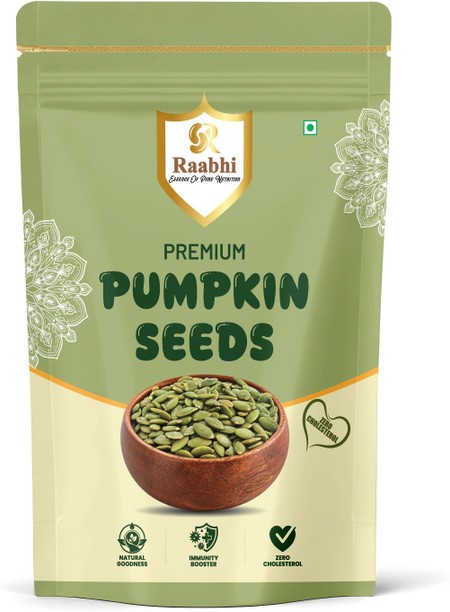 Raabhi
Essence Of Pure Nutrition
PREMIUM
PUMPKIN
SEEDS
ZERO
CHOLESTEROL
NATURAL
GOODNESS
IMMUNITY
BOOSTER
ZERO
CHOLESTEROL